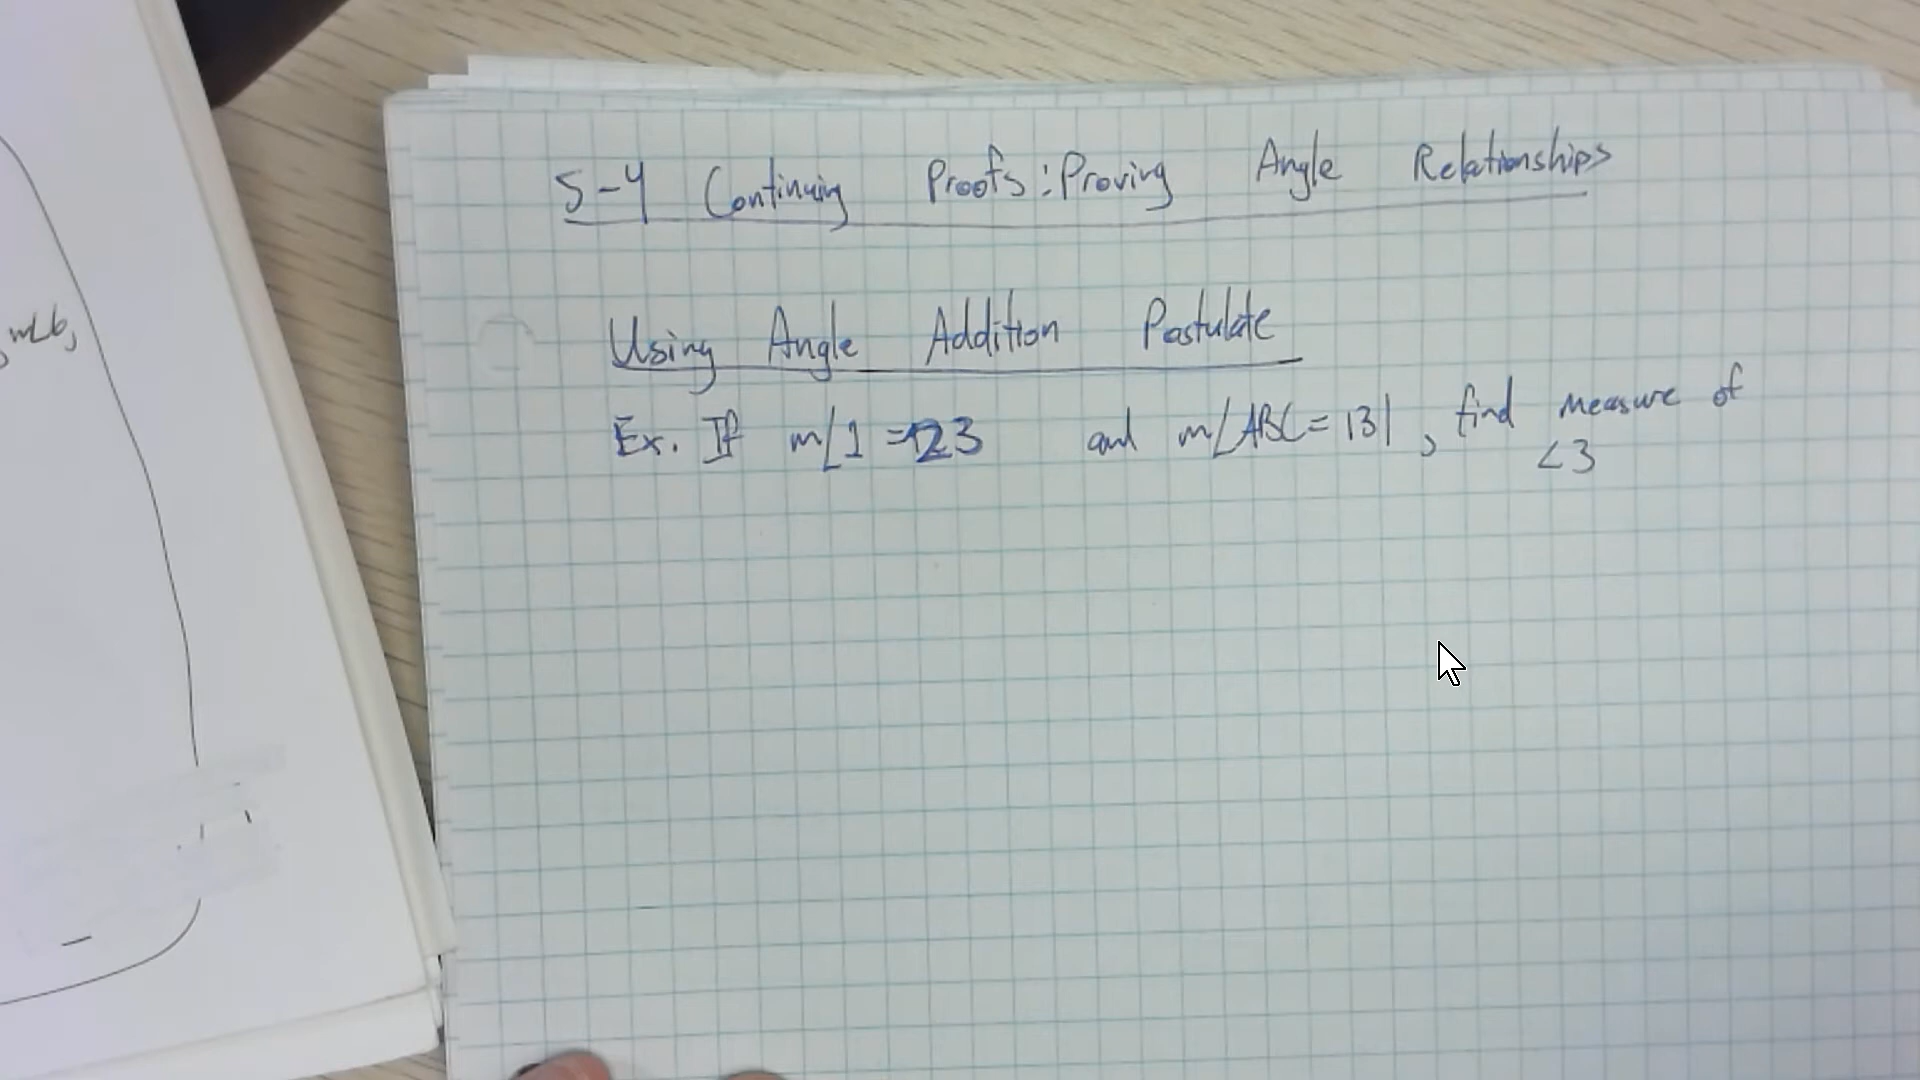 5-4 Continuing Proofs: Proving Angle Relationships
Using Angle Addition Postulate
Ex. If m∠1 = 23 and m∠ABC = 131, find measure of
<3
, m∠6,